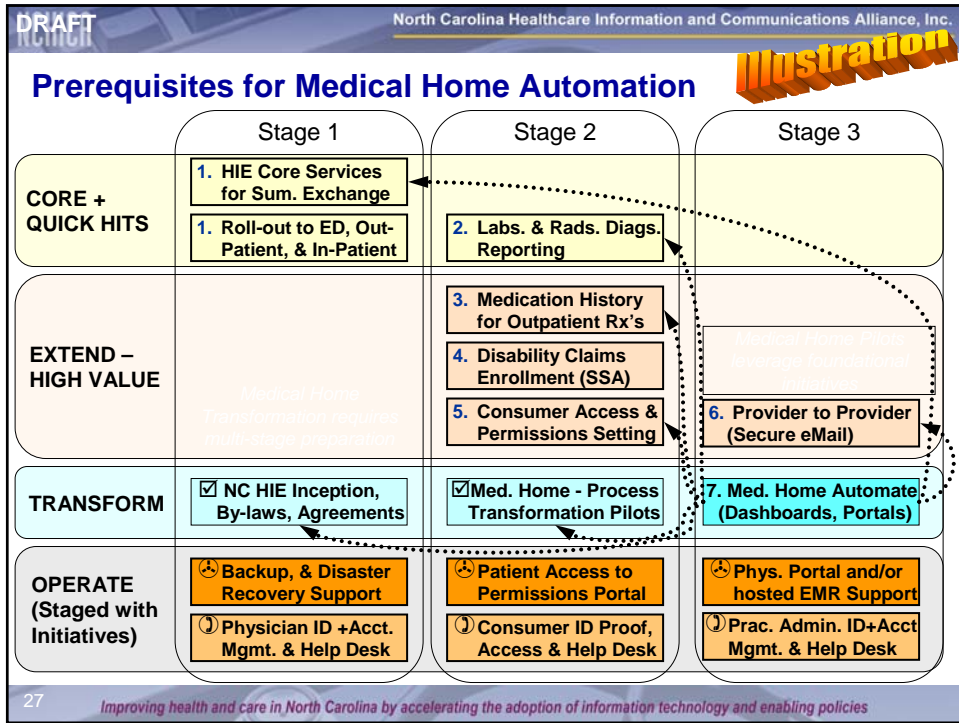 DRAFT
NCHICA
North Carolina Healthcare Information and Communications Alliance, Inc.
Illustration
Prerequisites for Medical Home Automation
Stage 1
Stage 2
Stage 3
CORE +
QUICK HITS
1. HIE Core Services
for Sum. Exchange
1. Roll-out to ED, Out-
Patient, & In-Patient
2. Labs. & Rads. Diags.
Reporting
EXTEND –
HIGH VALUE
Medical Home
Transformation requires
multi-stage preparation
3. Medication History
for Outpatient Rx's
4. Disability Claims
Enrollment (SSA)
5. Consumer Access &
Permissions Setting
Medical Home Pilots
leverage foundational
initiatives
6. Provider to Provider
(Secure eMail)
TRANSFORM
☑ NC HIE Inception,
By-laws, Agreements
☑Med. Home - Process
Transformation Pilots
7. Med. Home Automate
(Dashboards, Portals)
OPERATE
(Staged with
Initiatives)
Backup, & Disaster
Recovery Support
Physician ID +Acct.
Mgmt. & Help Desk
Patient Access to
Permissions Portal
Consumer ID Proof,
Access & Help Desk
Phys. Portal and/or
hosted EMR Support
Prac. Admin. ID+Acct
Mgmt. & Help Desk
27
Improving health and care in North Carolina by accelerating the adoption of information technology and enabling policies